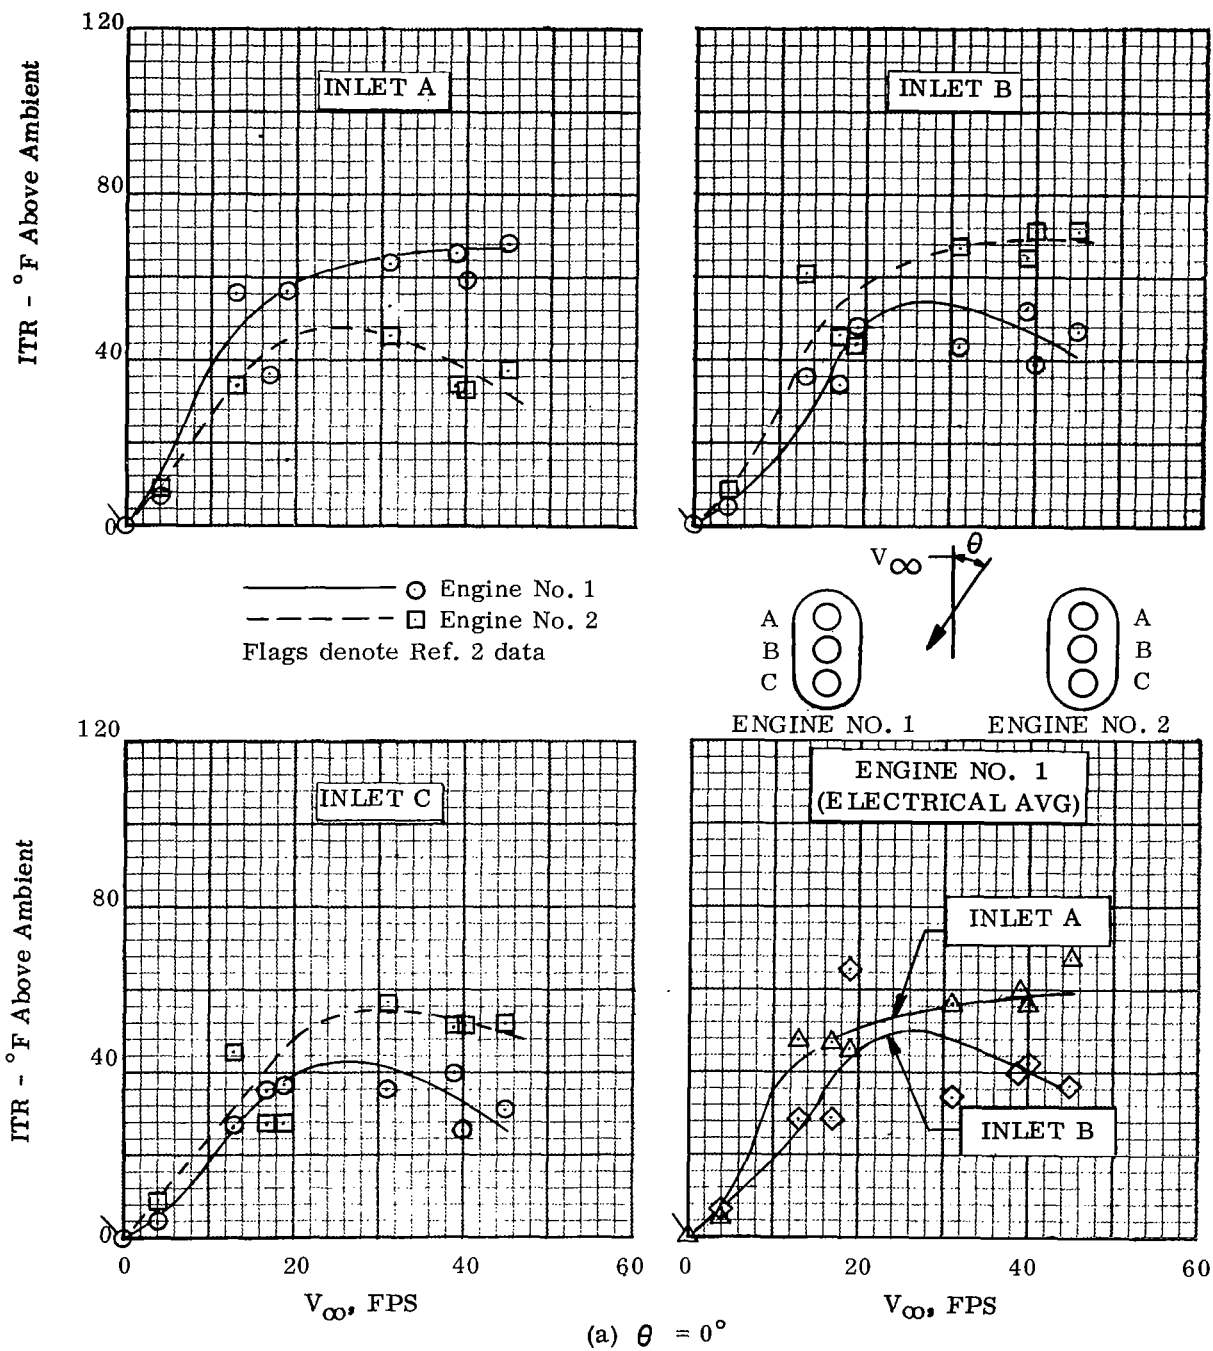 120
INLET A
INLET B
80
40
0
ITR - °F Above Ambient
Engine No. 1
Engine No. 2
Flags denote Ref. 2 data
V∞
θ
A
B
C
ENGINE NO. 1
A
B
C
ENGINE NO. 2
120
INLET C
80
40
0
ITR - °F Above Ambient
0 20 40 60
V∞, FPS
ENGINE NO. 1
(ELECTRICAL AVG)
INLET A
INLET B
0 20 40 60
V∞, FPS
(a) θ = 0°